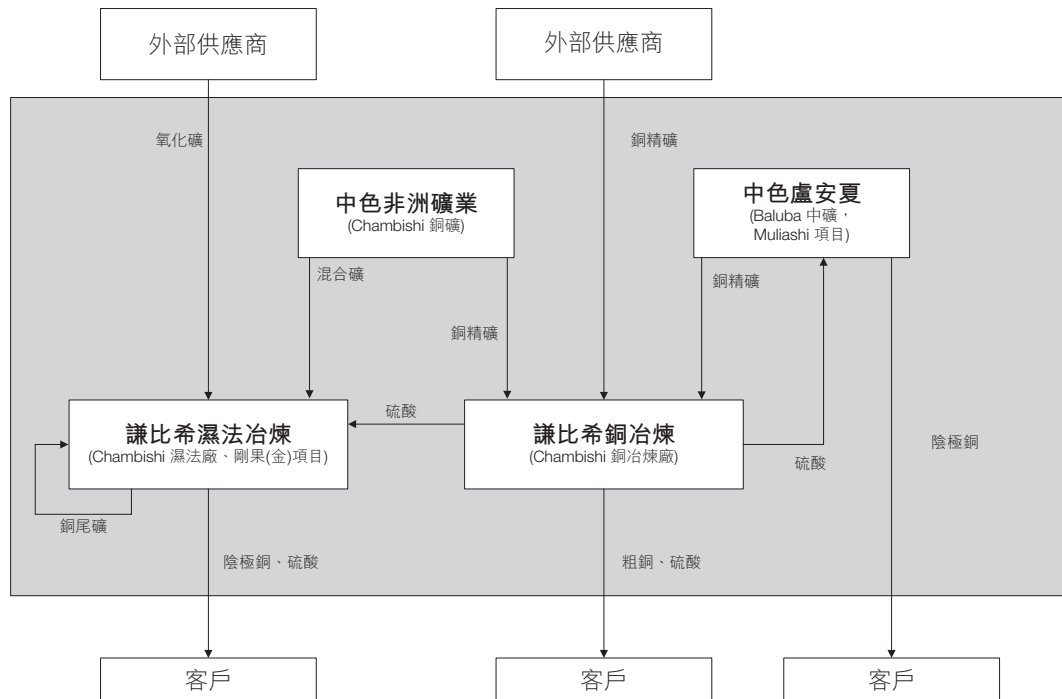 外部供應商
外部供應商
氧化礦
銅精礦
中色非洲礦業
(Chambishi 銅礦)
中色盧安夏
(Baluba 中礦，
Muliashi 項目)
混合礦
銅精礦
銅精礦
硫酸
謙比希濕法冶煉
(Chambishi 濕法廠、剛果(金)項目)
謙比希銅冶煉
(Chambishi 銅冶煉廠)
陰極銅
硫酸
銅尾礦
陰極銅、硫酸
粗銅、硫酸
客戶
客戶
客戶